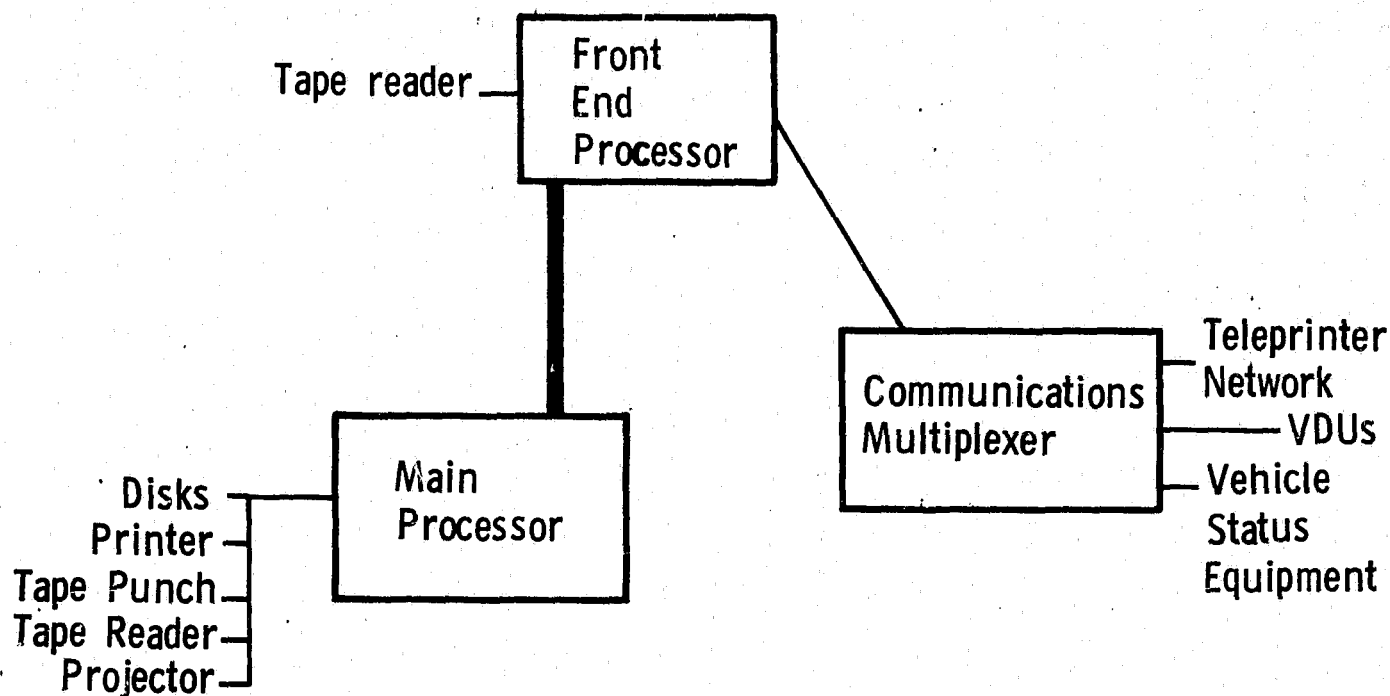 Tape reader
Front
End
Processor
Main
Processor
Disks
Printer
Tape Punch
Tape Reader
Projector
Communications
Multiplexer
Teleprinter
Network
VDUs
Vehicle
Status
Equipment